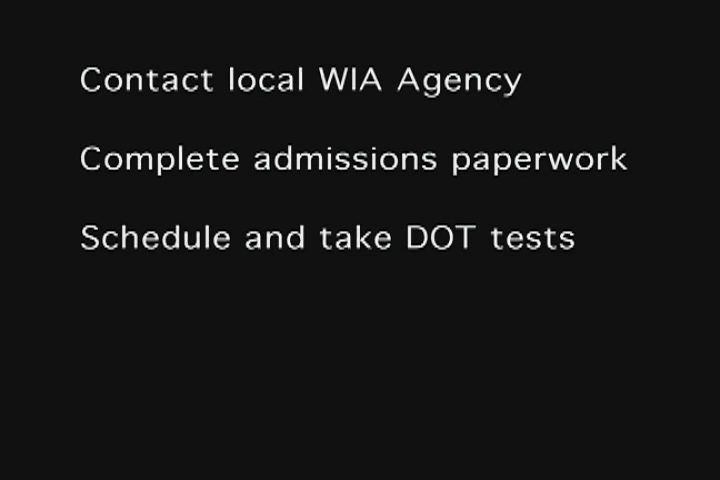 Contact local WIA Agency
Complete admissions paperwork
Schedule and take DOT tests